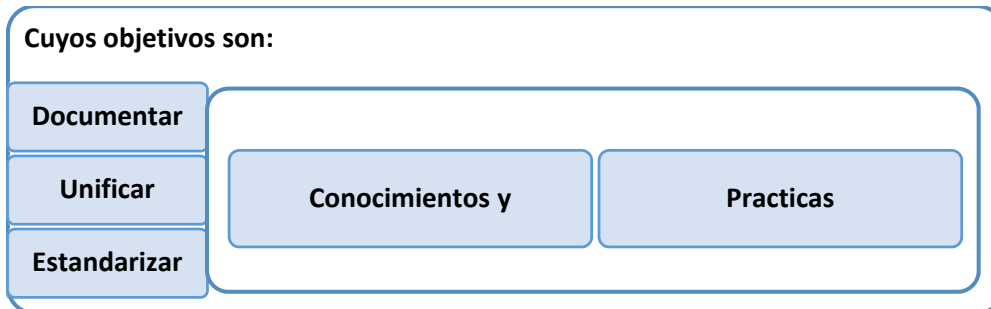 Cuyos objetivos son:
Documentar
Unificar
Estandarizar
Conocimientos y
Practicas